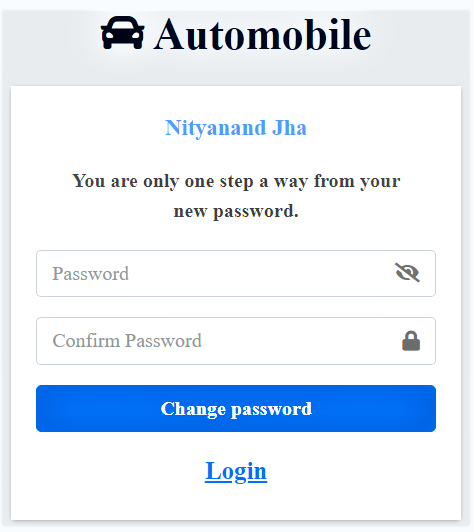 Automobile
Nityanand Jha
You are only one step a way from your
new password.
Password
Confirm Password
Change password
Login